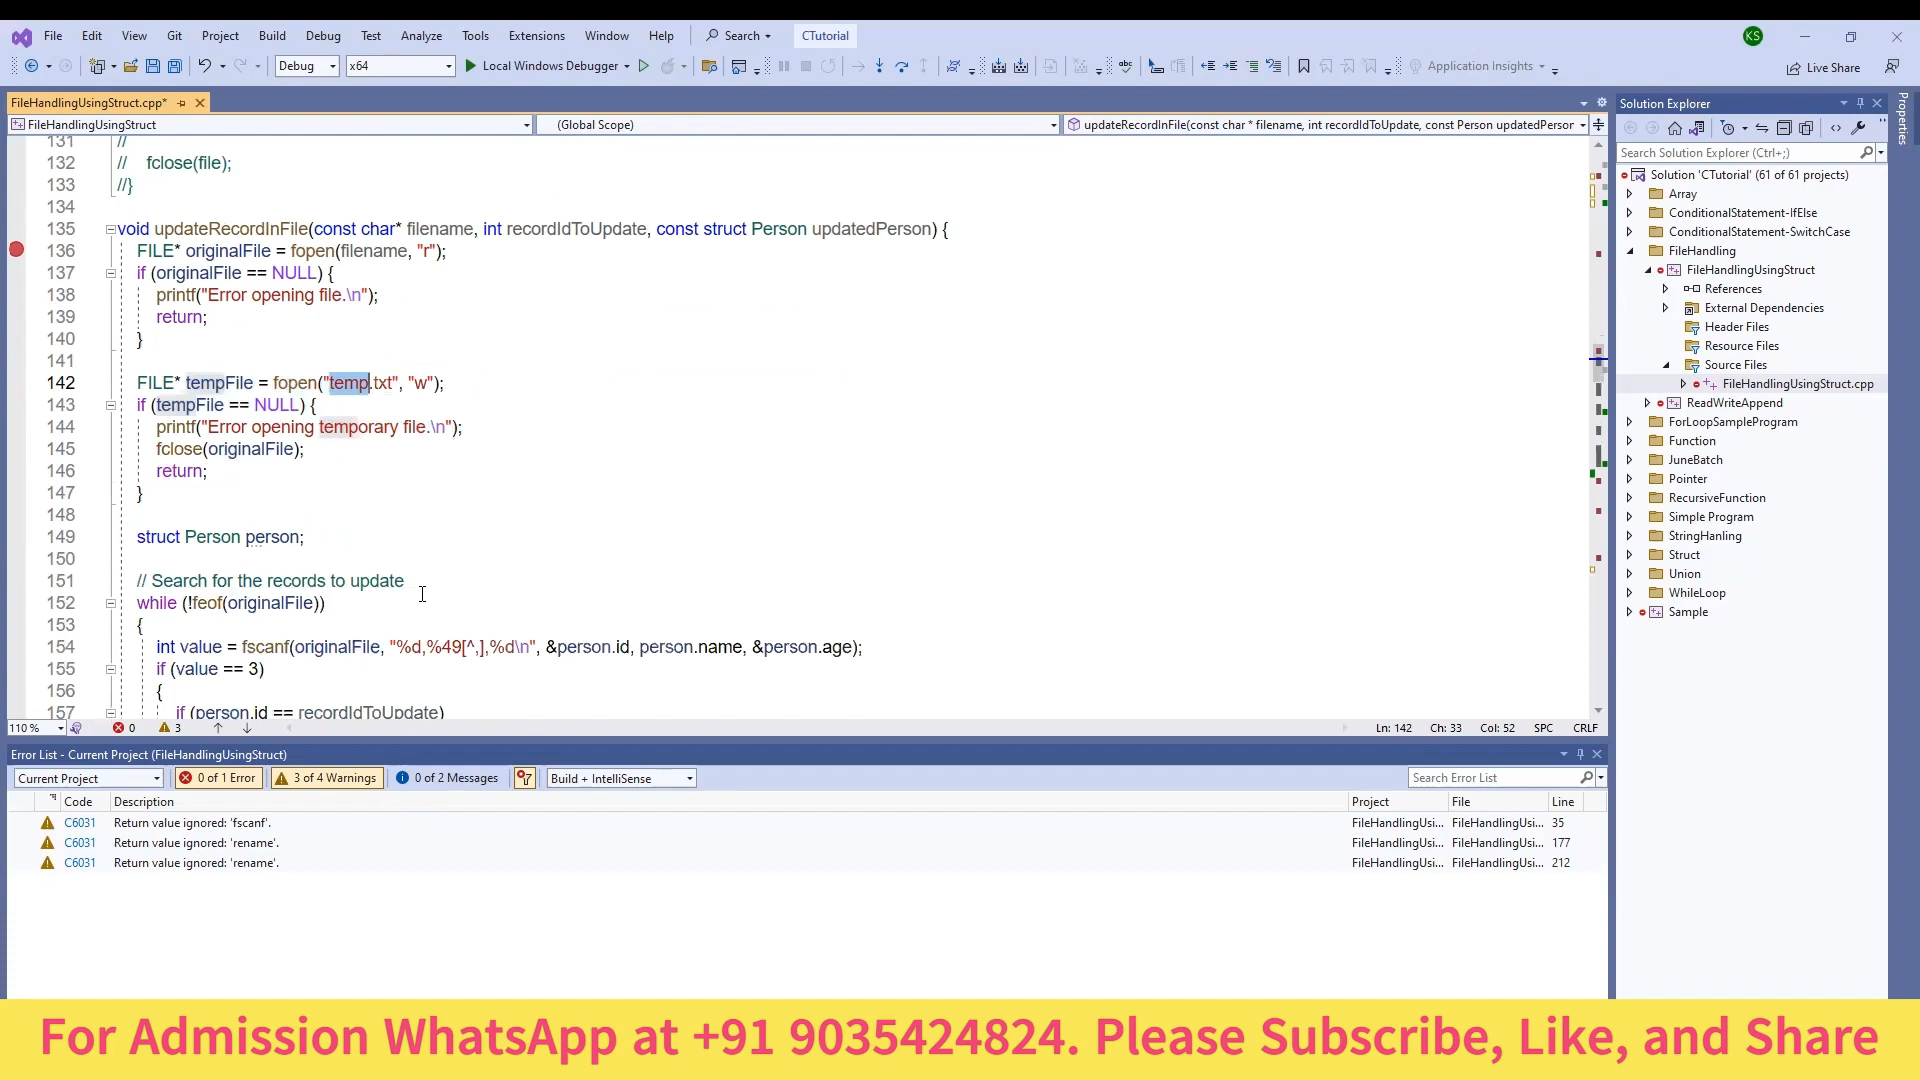 File Edit View Git Project Build Debug Test Analyze Tools Extensions Window Help Search CTutorial KS
Debug x64 Local Windows Debugger Application Insights Live Share
FileHandlingUsingStruct.cpp*
FileHandlingUsingStruct (Global Scope) updateRecordInFile(const char * filename, int recordIdToUpdate, const Person updatedPerson
131 //
132 // fclose(file);
133 //}
134
135 void updateRecordInFile(const char* filename, int recordIdToUpdate, const struct Person updatedPerson) {
136 FILE* originalFile = fopen(filename, "r");
137 if (originalFile == NULL) {
138 printf("Error opening file.\n");
139 return;
140 }
141
142 FILE* tempFile = fopen("temp.txt", "w");
143 if (tempFile == NULL) {
144 printf("Error opening temporary file.\n");
145 fclose(originalFile);
146 return;
147 }
148
149 struct Person person;
150
151 // Search for the records to update
152 while (!feof(originalFile))
153 {
154 int value = fscanf(originalFile, "%d,%49[^,],%d\n", &person.id, person.name, &person.age);
155 if (value == 3)
156 {
157 if (person.id == recordIdToUpdate)
110 % 0 3 Ln: 142 Ch: 33 Col: 52 SPC CRLF
Error List - Current Project (FileHandlingUsingStruct)
Current Project 0 of 1 Error 3 of 4 Warnings 0 of 2 Messages Build + IntelliSense Search Error List
Code Description Project File Line
C6031 Return value ignored: 'fscanf'. FileHandlingUsi... FileHandlingUsi... 35
C6031 Return value ignored: 'rename'. FileHandlingUsi... FileHandlingUsi... 177
C6031 Return value ignored: 'rename'. FileHandlingUsi... FileHandlingUsi... 212
Solution Explorer
Search Solution Explorer (Ctrl+;)
Solution 'CTutorial' (61 of 61 projects)
Array
ConditionalStatement-IfElse
ConditionalStatement-SwitchCase
FileHandling
FileHandlingUsingStruct
References
External Dependencies
Header Files
Resource Files
Source Files
FileHandlingUsingStruct.cpp
ReadWriteAppend
ForLoopSampleProgram
Function
JuneBatch
Pointer
RecursiveFunction
Simple Program
StringHanling
Struct
Union
WhileLoop
Sample
Properties
For Admission WhatsApp at +91 9035424824. Please Subscribe, Like, and Share